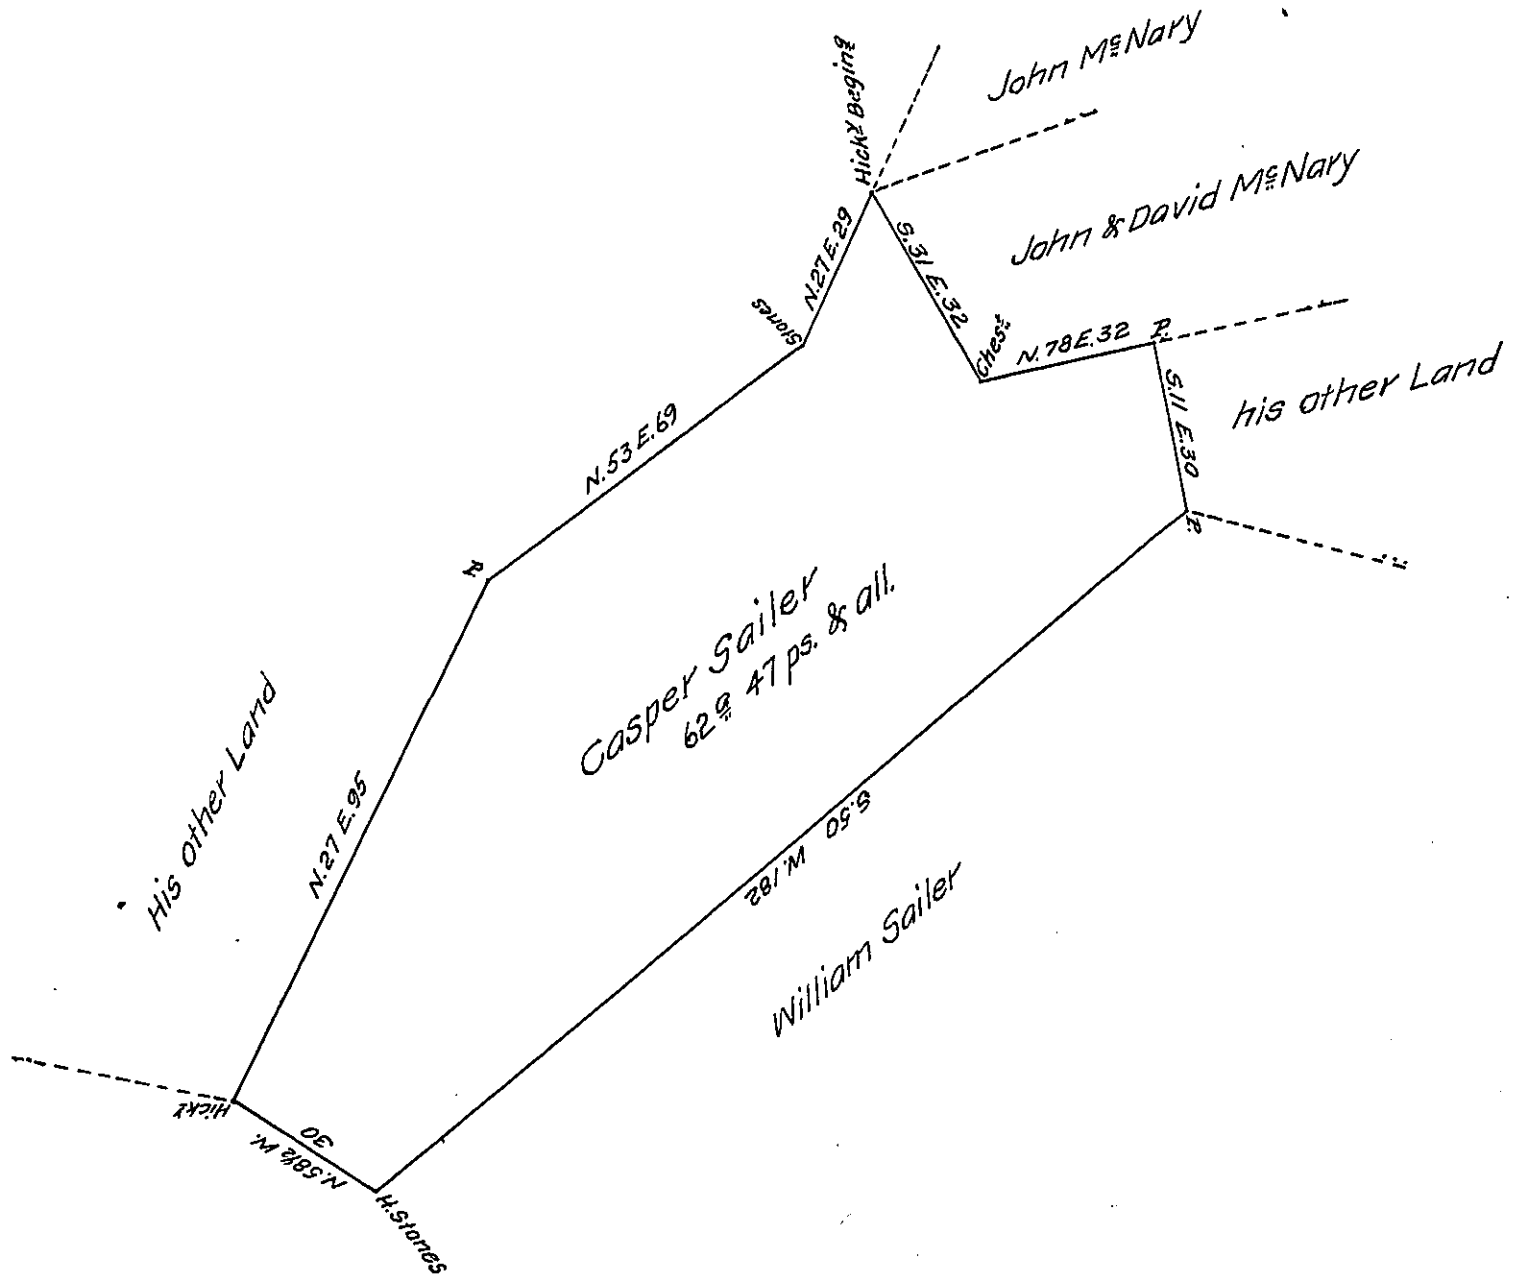 John McNary
Hicky Begining
John & David McNary
N.27 E.29
S.31 E.32
Stones
Chest
N.78 E.32
P.
his other Land
S.11 E.30
N.53 E.69
P.
P.
Casper Sailer
62 a 47 ps. & all.
His Other Land
N.27 E.95
S.50 W.182
William Sailer
Hicky
30
N.58½ W.
H.Stones